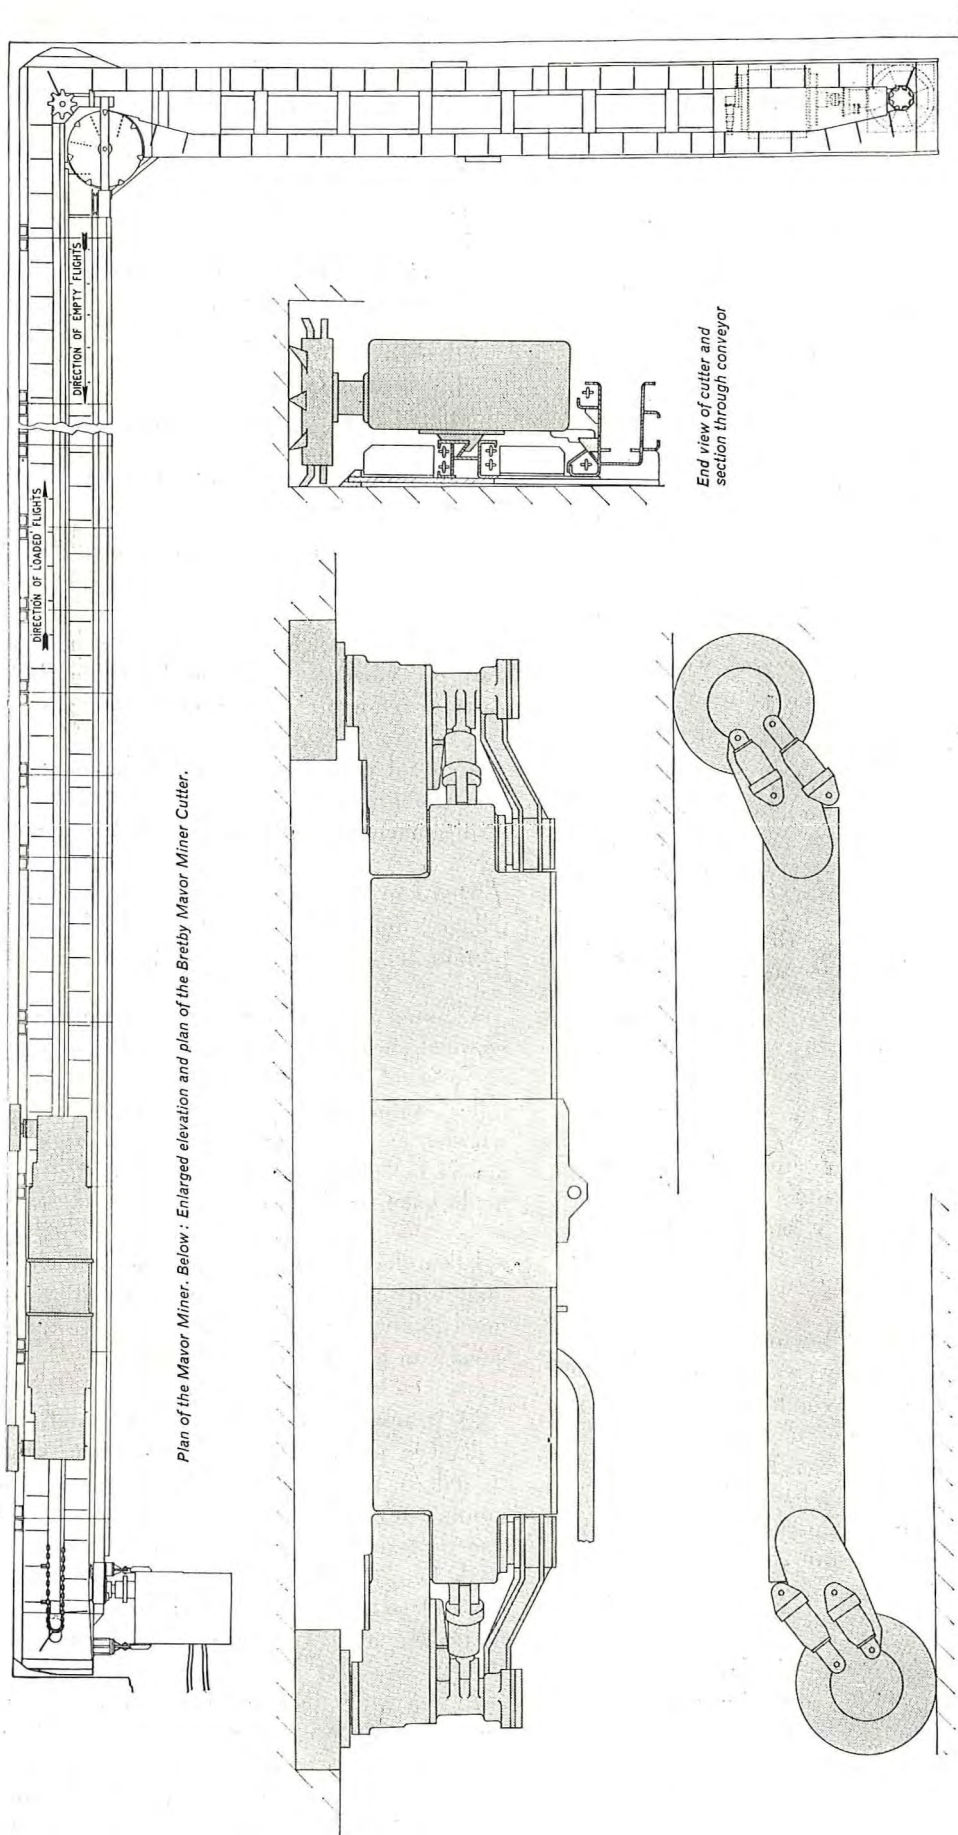 DIRECTION OF EMPTY FLIGHTS
DIRECTION OF LOADED FLIGHTS
End view of cutter and
section through conveyor
Plan of the Mavor Miner. Below : Enlarged elevation and plan of the Bretby Mavor Miner Cutter.